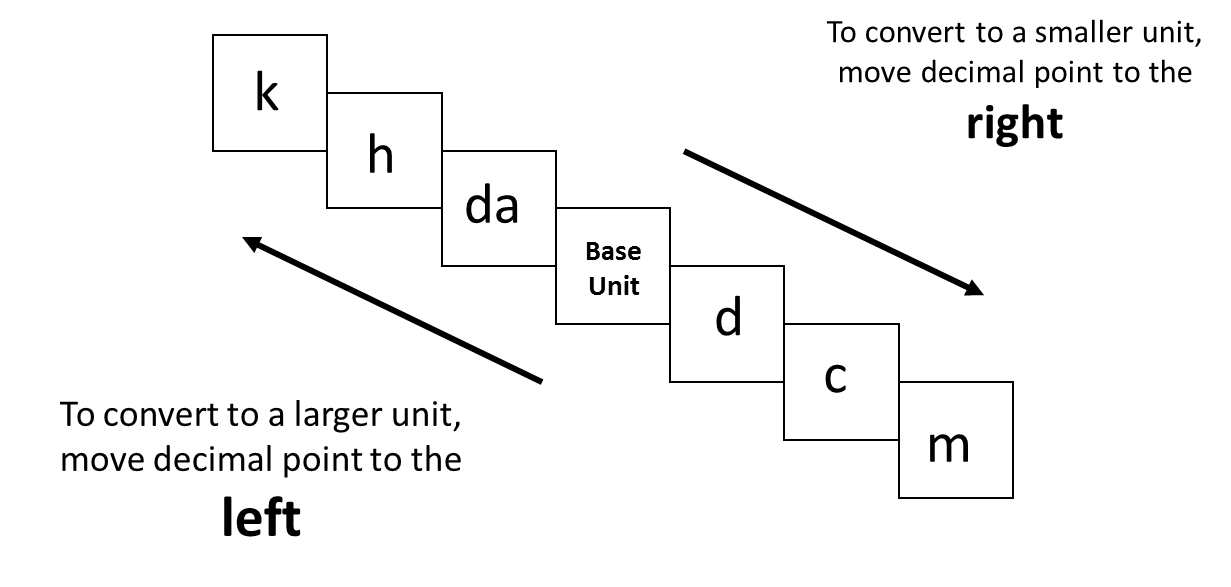 To convert to a smaller unit,
move decimal point to the
right
k
h
da
Base
Unit
d
c
m
To convert to a larger unit,
move decimal point to the
left